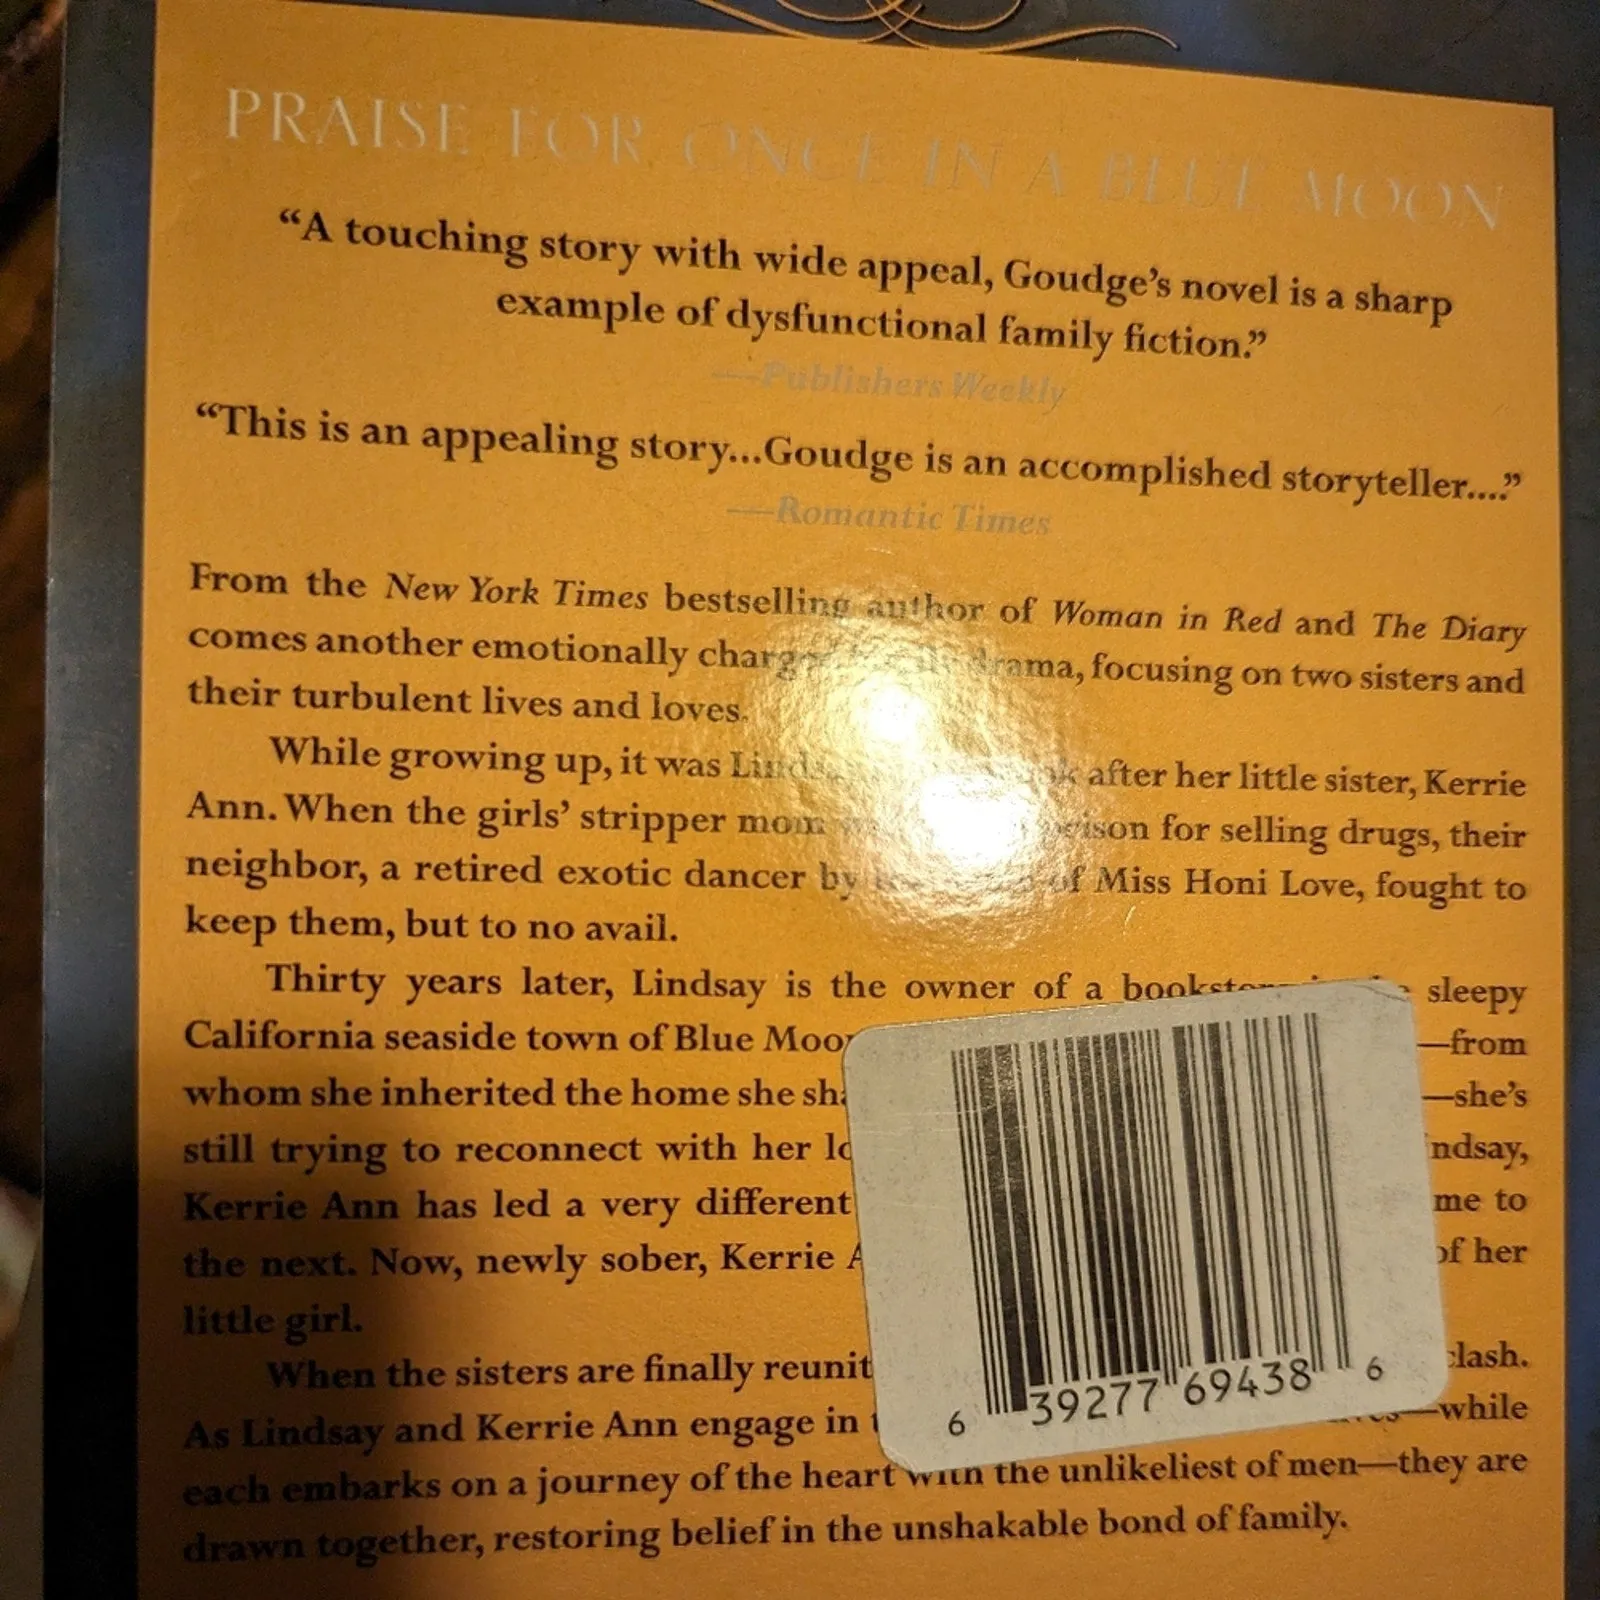 PRAISE FOR ONCE IN A BLUE MOON
“A touching story with wide appeal, Goudge’s novel is a sharp
example of dysfunctional family fiction.”
—Publishers Weekly
“This is an appealing story...Goudge is an accomplished storyteller....”
—Romantic Times
From the New York Times bestselling author of Woman in Red and The Diary
comes another emotionally drama, focusing on two sisters and
their turbulent lives and loves.
While growing up, it was after her little sister, Kerrie
Ann. When the girls’ stripper mom prison for selling drugs, their
neighbor, a retired exotic dancer by of Miss Honi Love, fought to
keep them, but to no avail.
Thirty years later, Lindsay is the owner of a sleepy
California seaside town of Blue —from
whom she inherited the home she —she’s
still trying to reconnect with her
Kerrie Ann has led a very different me to
the next. Now, newly sober, Kerrie of her
little girl.
When the sisters are finally clash.
As Lindsay and Kerrie Ann engage in —while
each embarks on a journey of the heart with the unlikeliest of men—they are
drawn together, restoring belief in the unshakable bond of family.
6 39277 69438 6